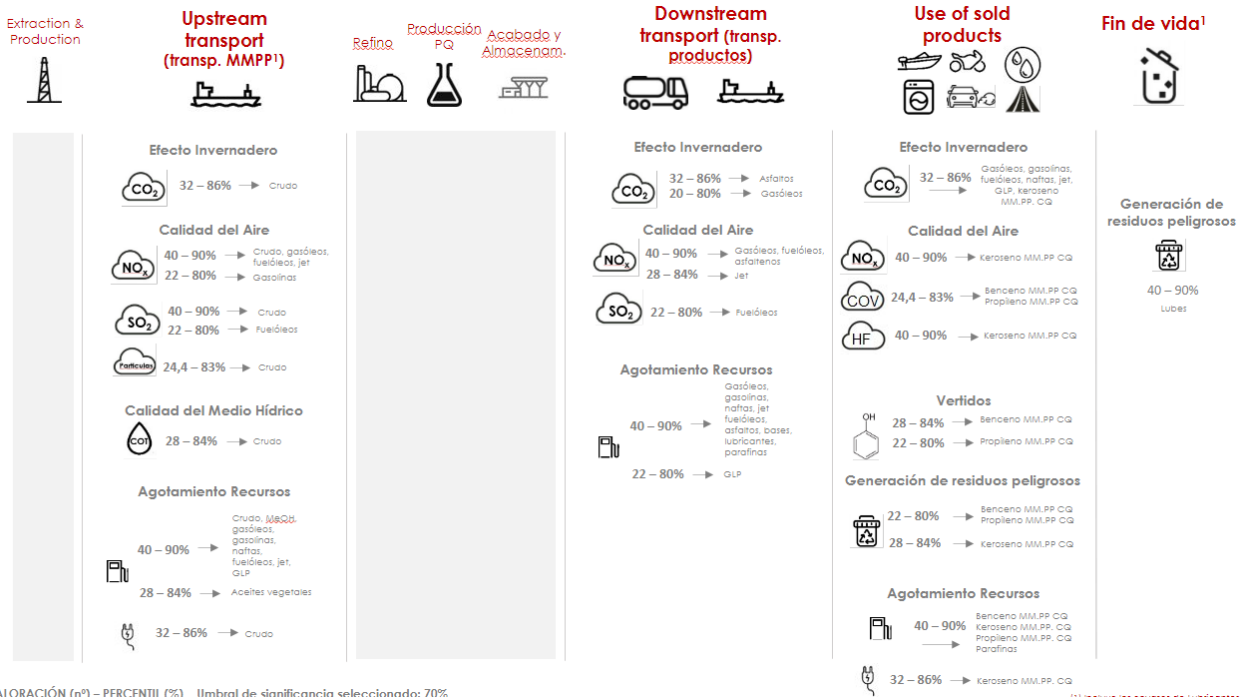 Extraction &
Production
Upstream
transport
(transp. MMPP¹)
Refino
Producción
PQ
Acabado y
Almacenam.
Downstream
transport (transp.
productos)
Use of sold
products
Fin de vida¹
Efecto Invernadero
CO₂
32 – 86%
Crudo
Calidad del Aire
NOx
40 – 90%
Crudo, gasóleos,
fuelóleos, jet
22 – 80%
Gasolinas
SO₂
40 – 90%
Crudo
22 – 80%
Fuelóleos
Partículas
24,4 – 83%
Crudo
Calidad del Medio Hídrico
COT
28 – 84%
Crudo
Agotamiento Recursos
40 – 90%
Crudo, MeOH,
gasóleos,
gasolinas,
naftas,
fuelóleos, jet,
GLP
28 – 84%
Aceites vegetales
32 – 86%
Crudo
Efecto Invernadero
CO₂
32 – 86%
Asfaltos
20 – 80%
Gasóleos
Calidad del Aire
NOx
40 – 90%
Gasóleos, fuelóleos,
asfaltenos
28 – 84%
Jet
SO₂
22 – 80%
Fuelóleos
Agotamiento Recursos
40 – 90%
Gasóleos,
gasolinas,
naftas, jet
fuelóleos,
asfaltos, bases,
lubricantes,
parafinas
22 – 80%
GLP
Efecto Invernadero
CO₂
32 – 86%
Gasóleos, gasolinas,
fuelóleos, naftas, jet,
GLP, keroseno
MM.PP. CQ
Calidad del Aire
NOx
40 – 90%
Keroseno MM.PP CQ
COV
24,4 – 83%
Benceno MM.PP CQ
Propileno MM.PP CQ
HF
40 – 90%
Keroseno MM.PP CQ
Vertidos
OH
28 – 84%
Benceno MM.PP CQ
22 – 80%
Propileno MM.PP CQ
Generación de residuos peligrosos
22 – 80%
Benceno MM.PP CQ
Propileno MM.PP CQ
28 – 84%
Keroseno MM.PP CQ
Agotamiento Recursos
40 – 90%
Benceno MM.PP CQ
Keroseno MM.PP. CQ
Propileno MM.PP. CQ
Parafinas
32 – 86%
Keroseno MM.PP. CQ
Generación de
residuos peligrosos
40 – 90%
Lubes
ALORACIÓN (nº) – PERCENTIL (%) Umbral de significancia seleccionado: 70%